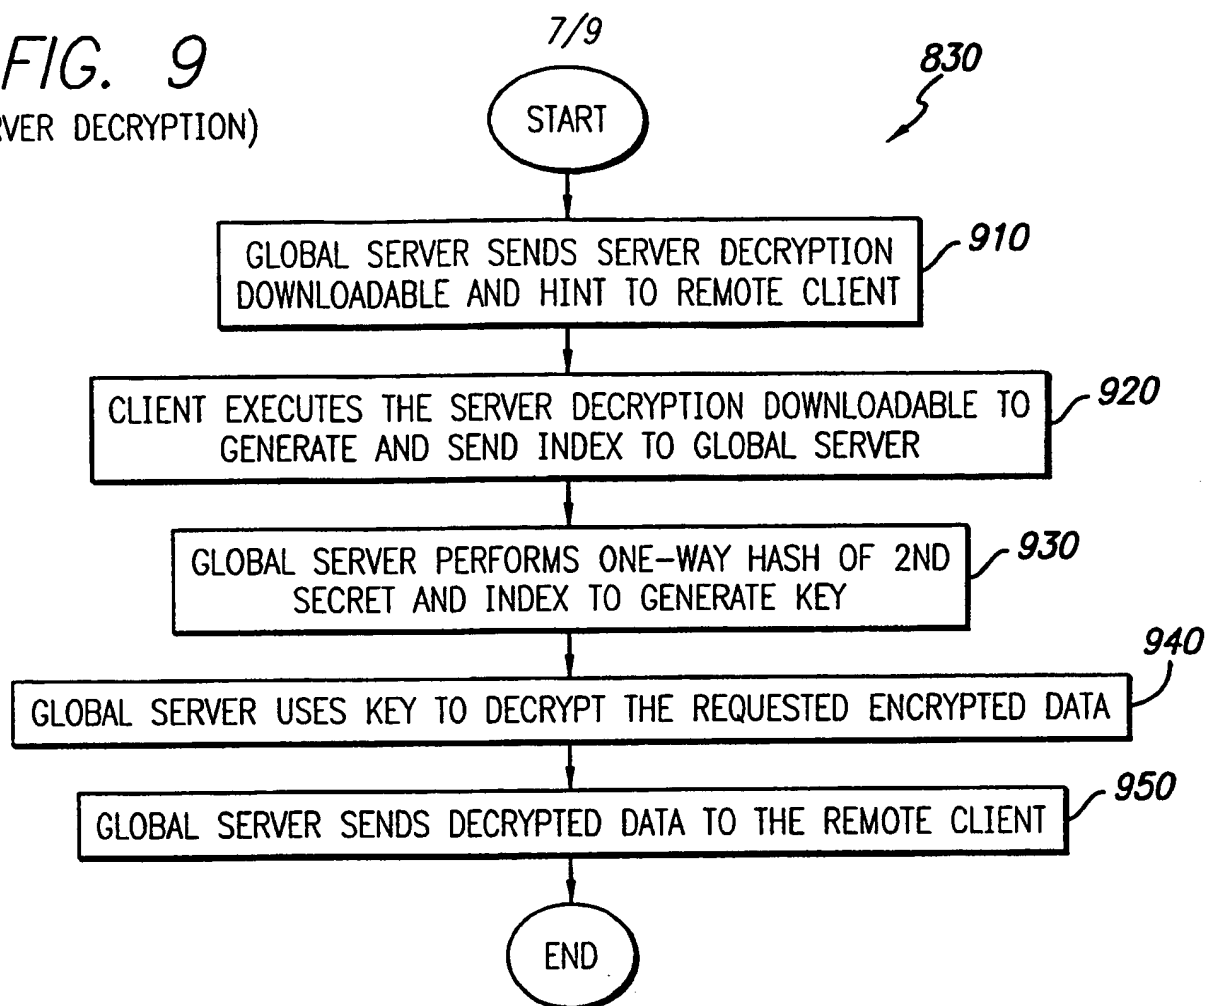 FIG. 9
7/9
830
DECRYPTION)
START
GLOBAL SERVER SENDS SERVER DECRYPTION
DOWNLOADABLE AND HINT TO REMOTE CLIENT
910
CLIENT EXECUTES THE SERVER DECRYPTION DOWNLOADABLE TO
GENERATE AND SEND INDEX TO GLOBAL SERVER
920
GLOBAL SERVER PERFORMS ONE-WAY HASH OF 2ND
SECRET AND INDEX TO GENERATE KEY
930
GLOBAL SERVER USES KEY TO DECRYPT THE REQUESTED ENCRYPTED DATA
940
GLOBAL SERVER SENDS DECRYPTED DATA TO THE REMOTE CLIENT
950
END